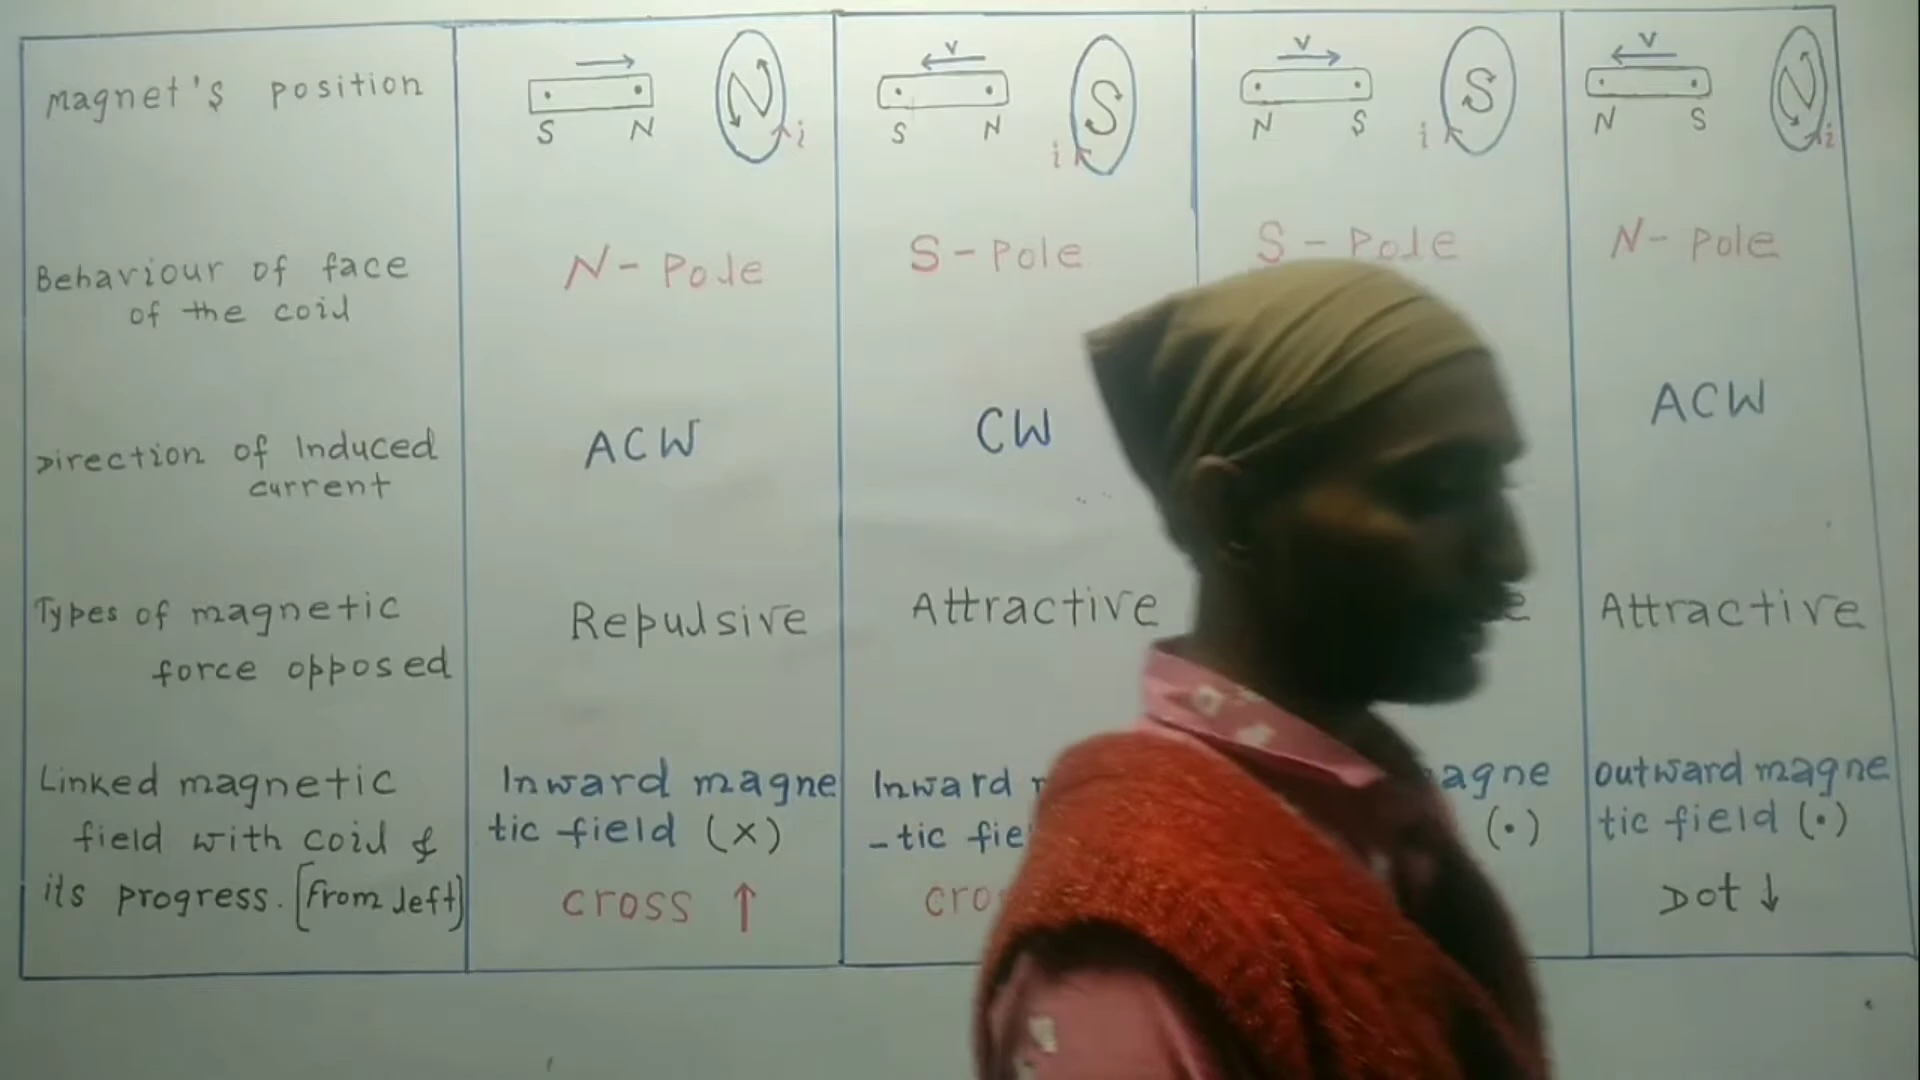 magnet's position
S N N i
v
S N S i
v
N S S i
v
N S N i
Behaviour of face
of the coil
N - Pole
S - Pole
S - Pole
N - Pole
Direction of Induced
current
ACW
CW
ACW
Types of magnetic
force opposed
Repulsive
Attractive
Attractive
Linked magnetic
field with coil &
its progress. [From left]
Inward magne
tic field (x)
cross ↑
Inward
-tic
agne
(•)
outward magne
tic field (•)
Dot ↓